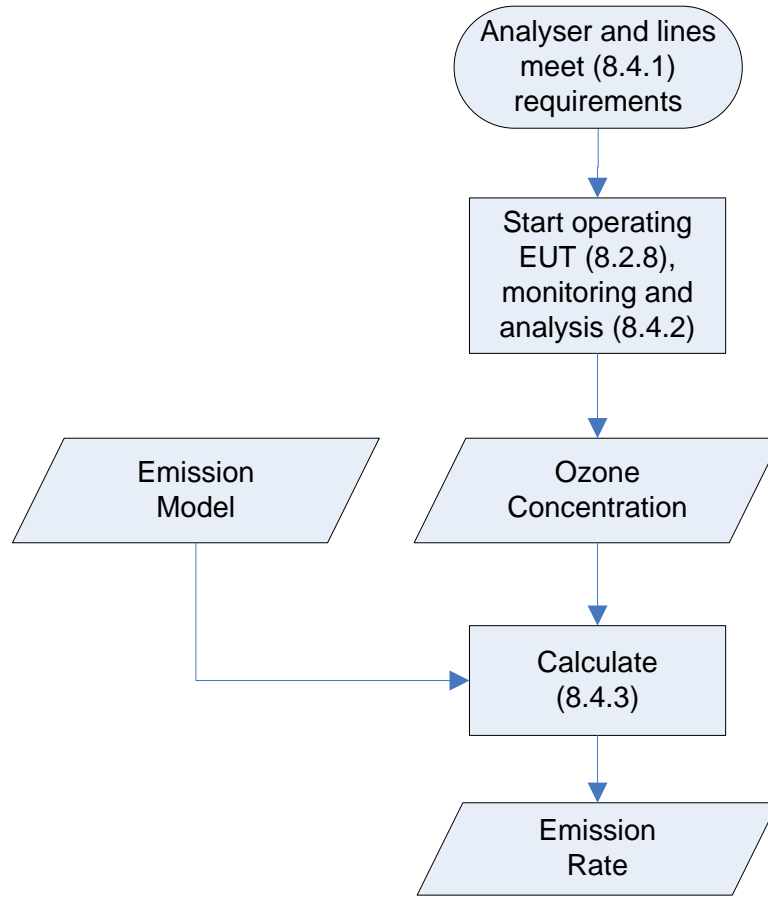 Analyser and lines
meet (8.4.1)
requirements
Start operating
EUT (8.2.8),
monitoring and
analysis (8.4.2)
Emission
Model
Ozone
Concentration
Calculate
(8.4.3)
Emission
Rate